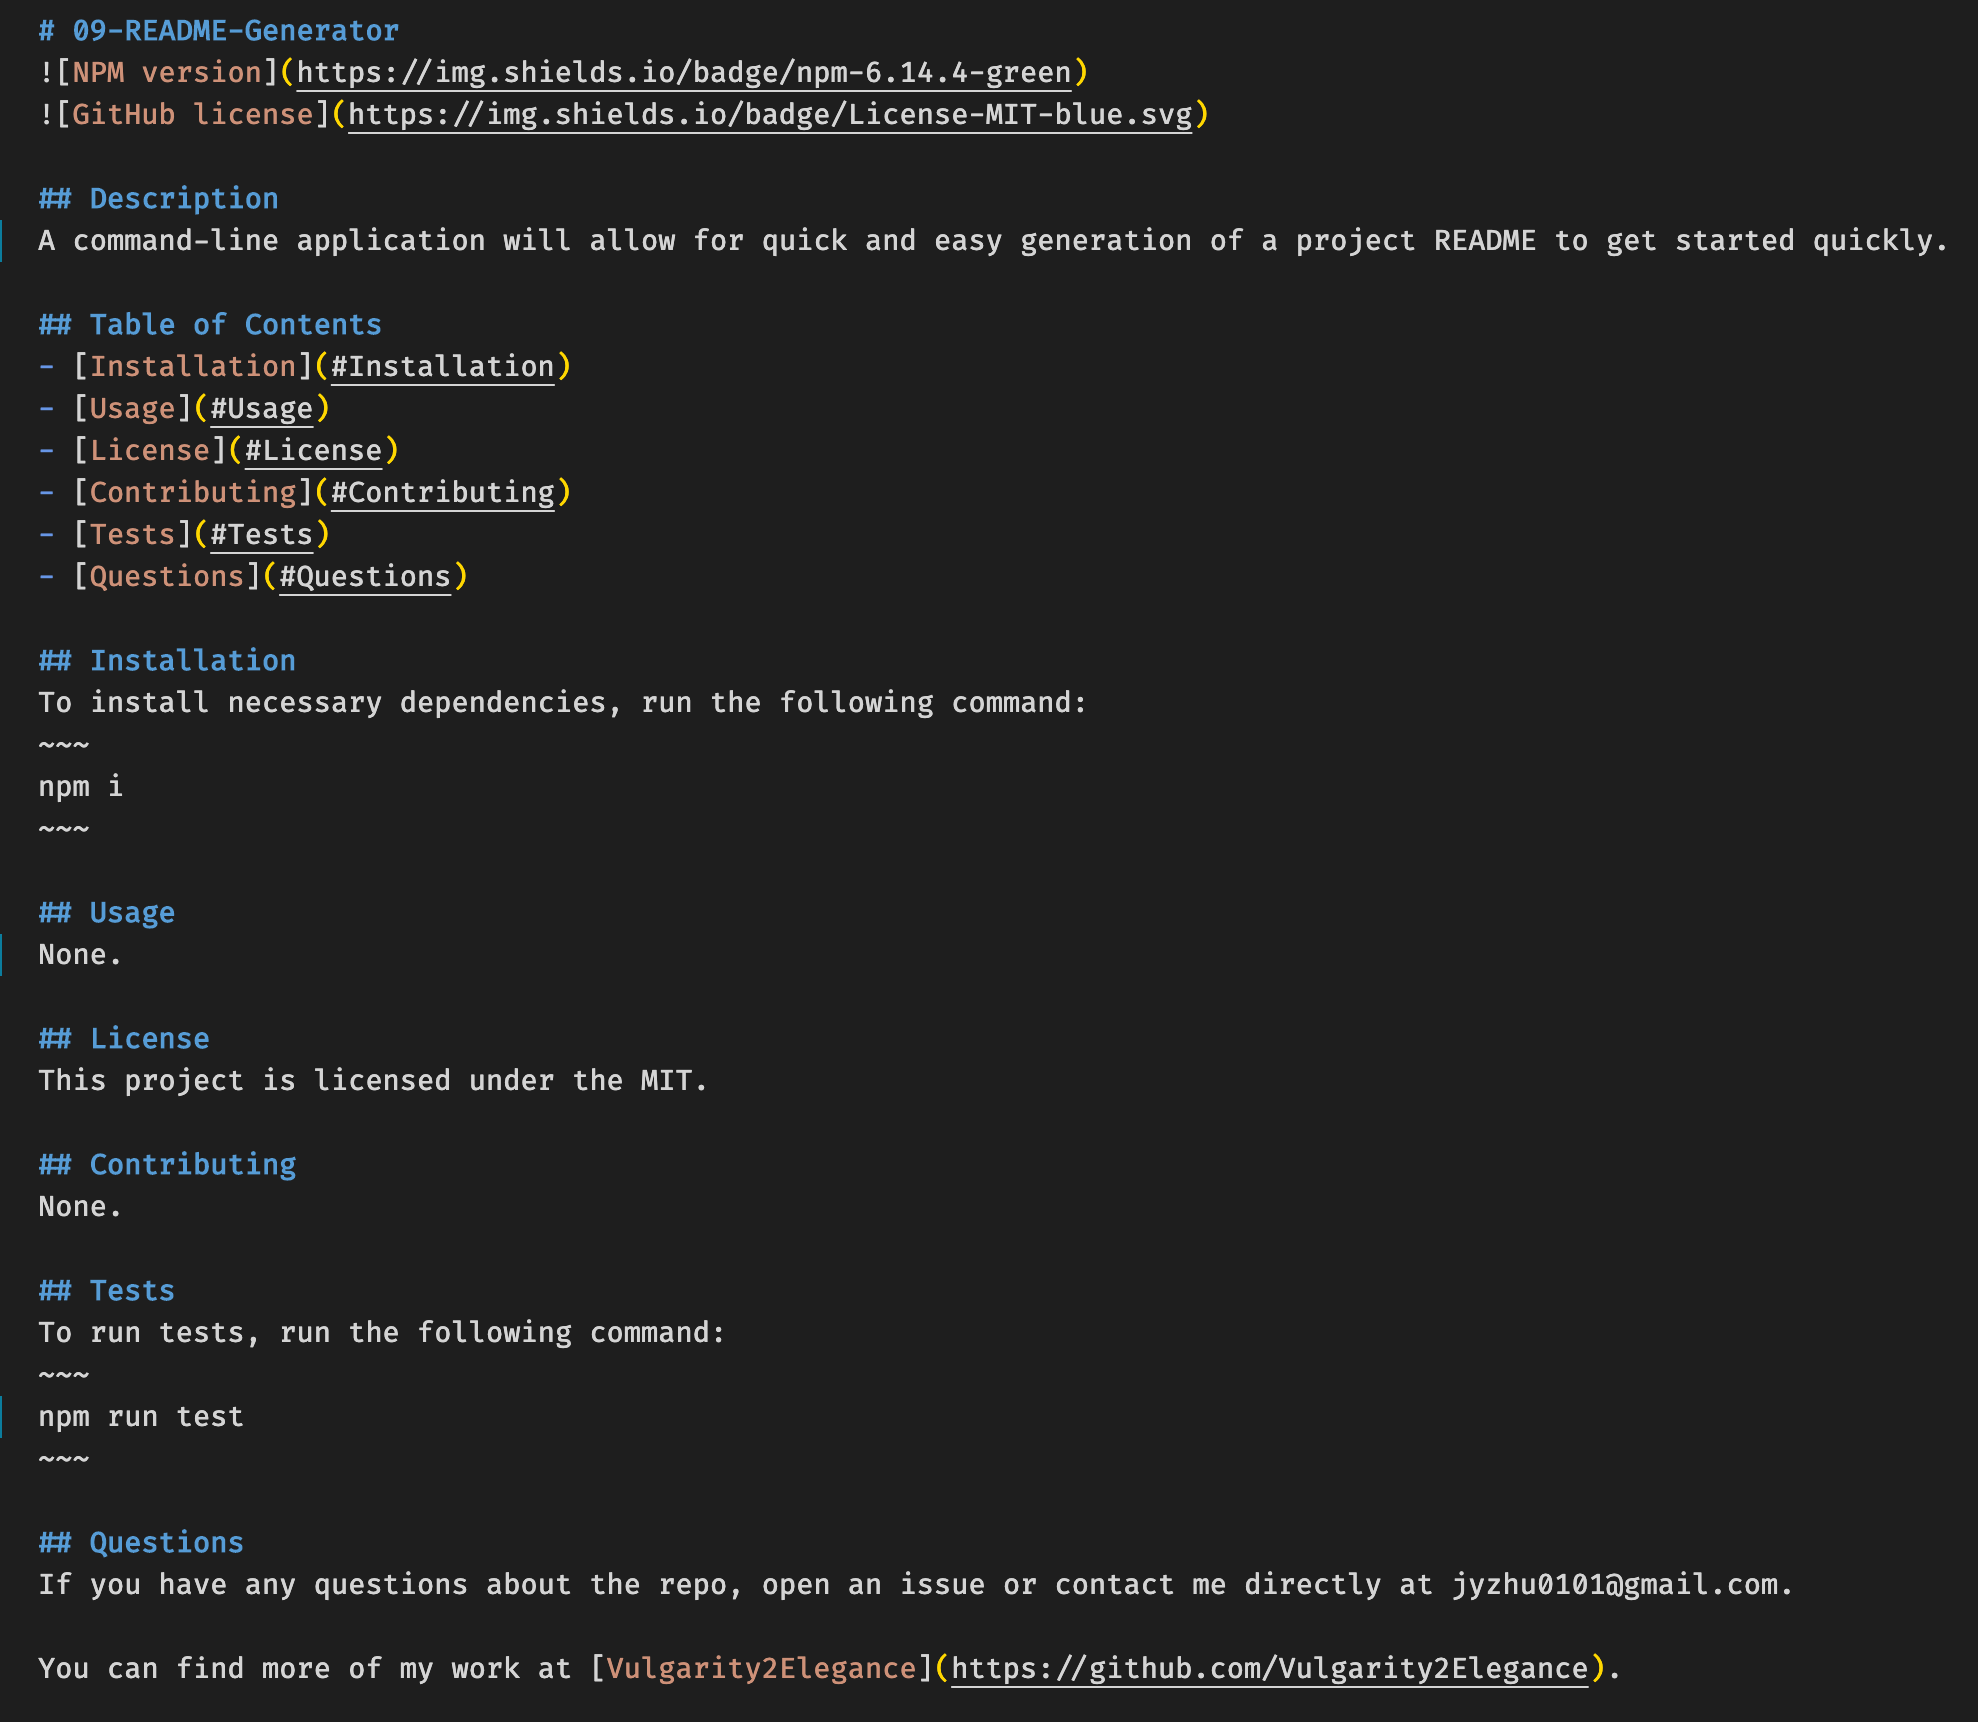 # 09-README-Generator
![NPM version](https://img.shields.io/badge/npm-6.14.4-green)
![GitHub license](https://img.shields.io/badge/License-MIT-blue.svg)
## Description
A command-line application will allow for quick and easy generation of a project README to get started quickly.
## Table of Contents
- [Installation](#Installation)
- [Usage](#Usage)
- [License](#License)
- [Contributing](#Contributing)
- [Tests](#Tests)
- [Questions](#Questions)
## Installation
To install necessary dependencies, run the following command:
~~~
npm i
~~~
## Usage
None.
## License
This project is licensed under the MIT.
## Contributing
None.
## Tests
To run tests, run the following command:
~~~
npm run test
~~~
## Questions
If you have any questions about the repo, open an issue or contact me directly at jyzhu0101@gmail.com.
You can find more of my work at [Vulgarity2Elegance](https://github.com/Vulgarity2Elegance).